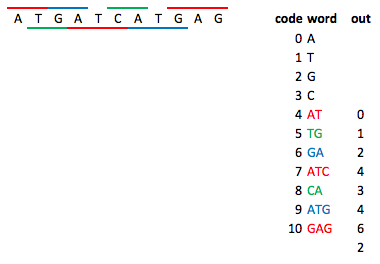 A T G A T C A T G A G
code word out
0 A
1 T
2 G
3 C
4 AT 0
5 TG 1
6 GA 2
7 ATC 4
8 CA 3
9 ATG 4
10 GAG 6
2